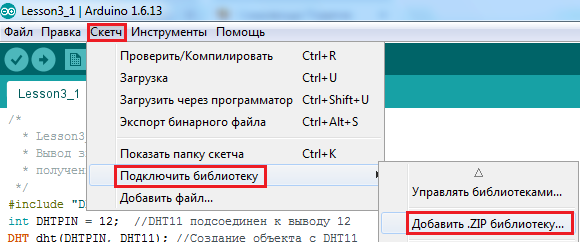 Lesson3_1 | Arduino 1.6.13
Файл Правка Скетч Инструменты Помощь
Проверить/Компилировать Ctrl+R
Загрузка Ctrl+U
Загрузить через программатор Ctrl+Shift+U
Экспорт бинарного файла Ctrl+Alt+S
Lesson3_1
/*
* Lesson3_
* Вывод з
* получен
*/
Показать папку скетча Ctrl+K
Подключить библиотеку
Добавить файл...
Управлять библиотеками...
Добавить .ZIP библиотеку...
#include "D
int DHTPIN = 12; //DHT11 подсоединен к выводу 12
DHT dht(DHTPIN, DHT11); //Создание объекта с DHT11